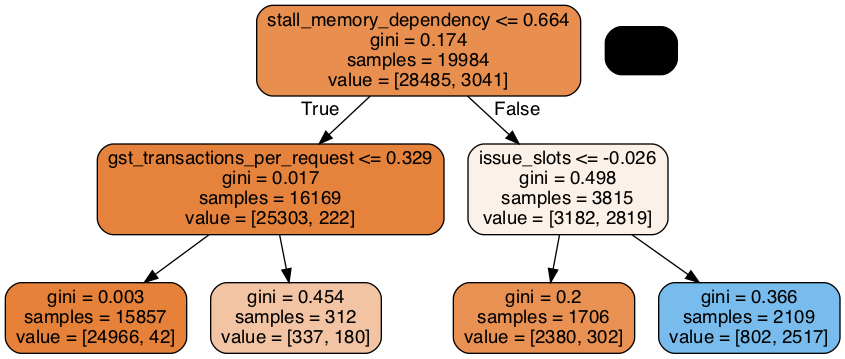 stall_memory_dependency <= 0.664
gini = 0.174
samples = 19984
value = [28485, 3041]
True
False
gst_transactions_per_request <= 0.329
gini = 0.017
samples = 16169
value = [25303, 222]
issue_slots <= -0.026
gini = 0.498
samples = 3815
value = [3182, 2819]
gini = 0.003
samples = 15857
value = [24966, 42]
gini = 0.454
samples = 312
value = [337, 180]
gini = 0.2
samples = 1706
value = [2380, 302]
gini = 0.366
samples = 2109
value = [802, 2517]